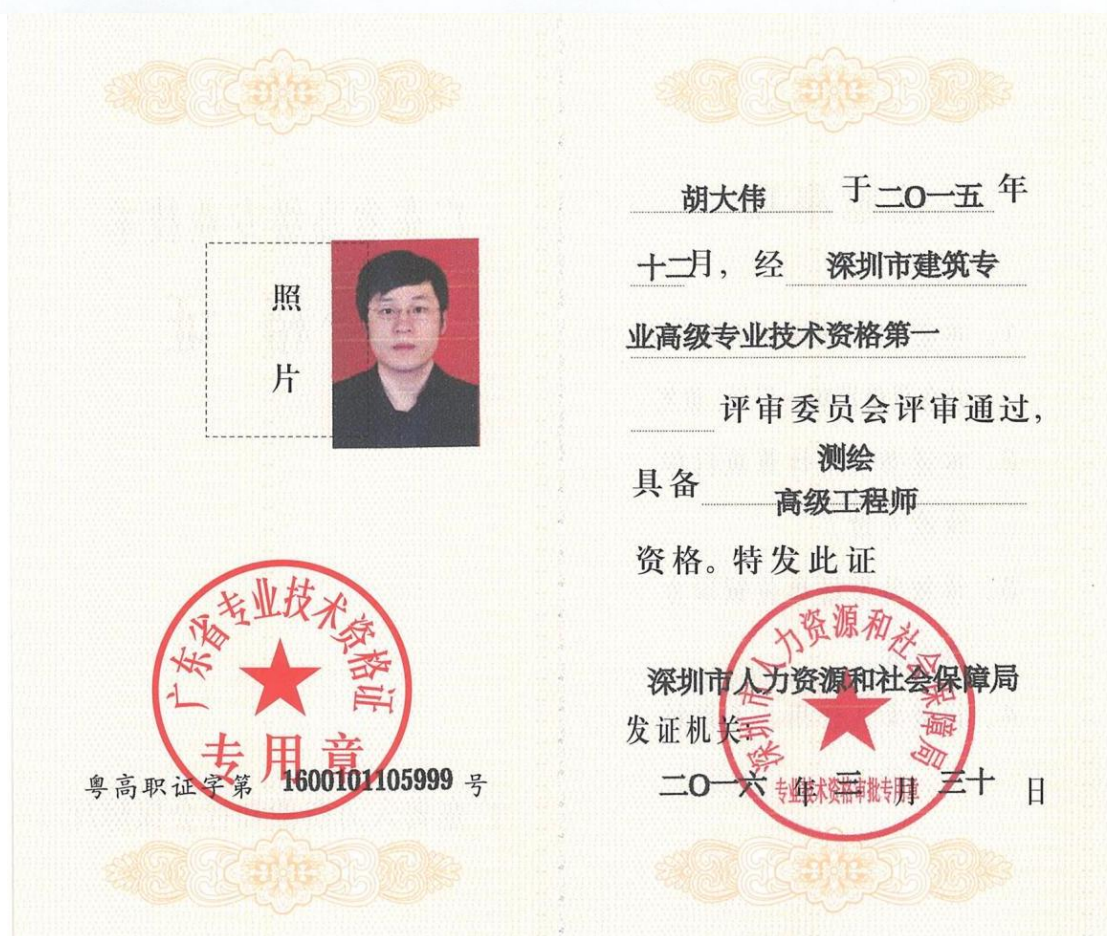 照
片
广东省专业技术资格证
专用章
粤高职证字第 1600101105999 号
胡大伟 于二〇一五年
十二月，经 深圳市建筑专
业高级专业技术资格第一
评审委员会评审通过，
测绘
具备
高级工程师
资格。特发此证
深圳市人力资源和社会保障局
深圳市人力资源和社会保障局
发证机关：
二〇一六年三月三十日
专业技术资格审批专用章